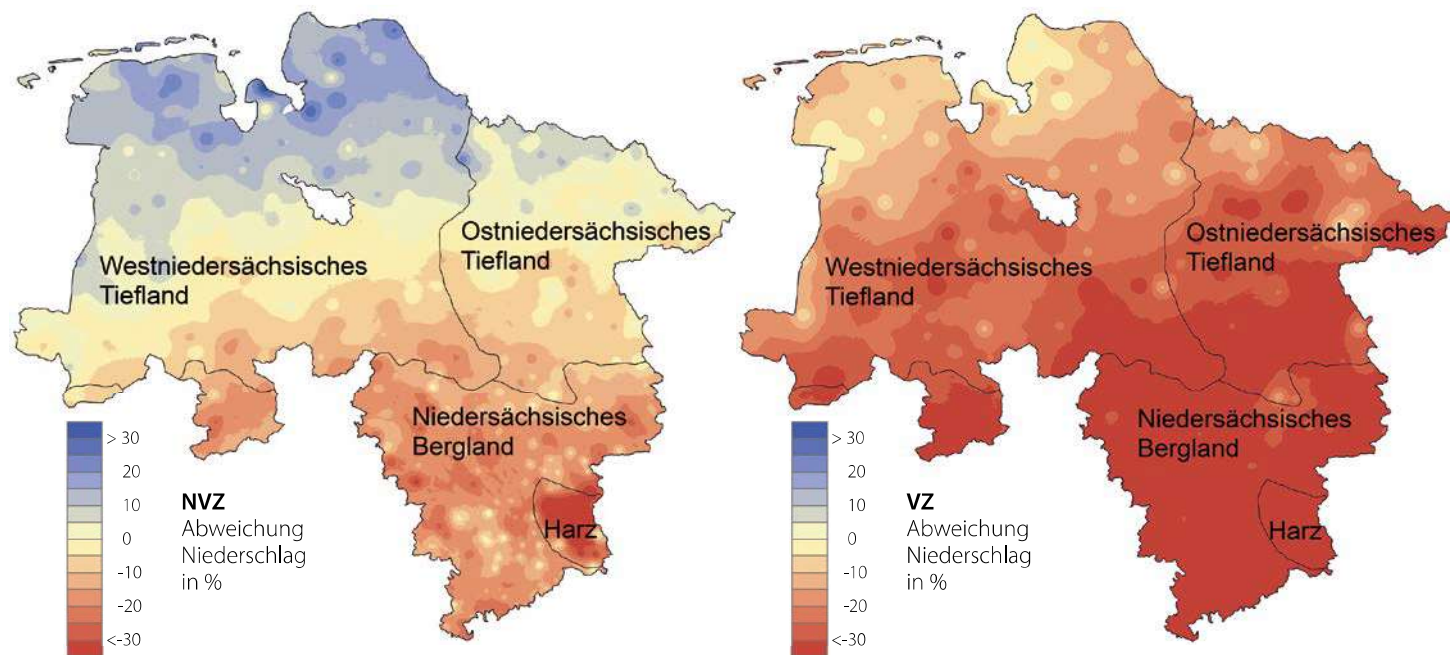 Westniedersächsisches
Tiefland
Ostniedersächsisches
Tiefland
Niedersächsisches
Bergland
Harz
> 30
20
10
0
-10
-20
<-30
NVZ
Abweichung
Niederschlag
in %
Westniedersächsisches
Tiefland
Ostniedersächsisches
Tiefland
Niedersächsisches
Bergland
Harz
> 30
20
10
0
-10
-20
<-30
VZ
Abweichung
Niederschlag
in %